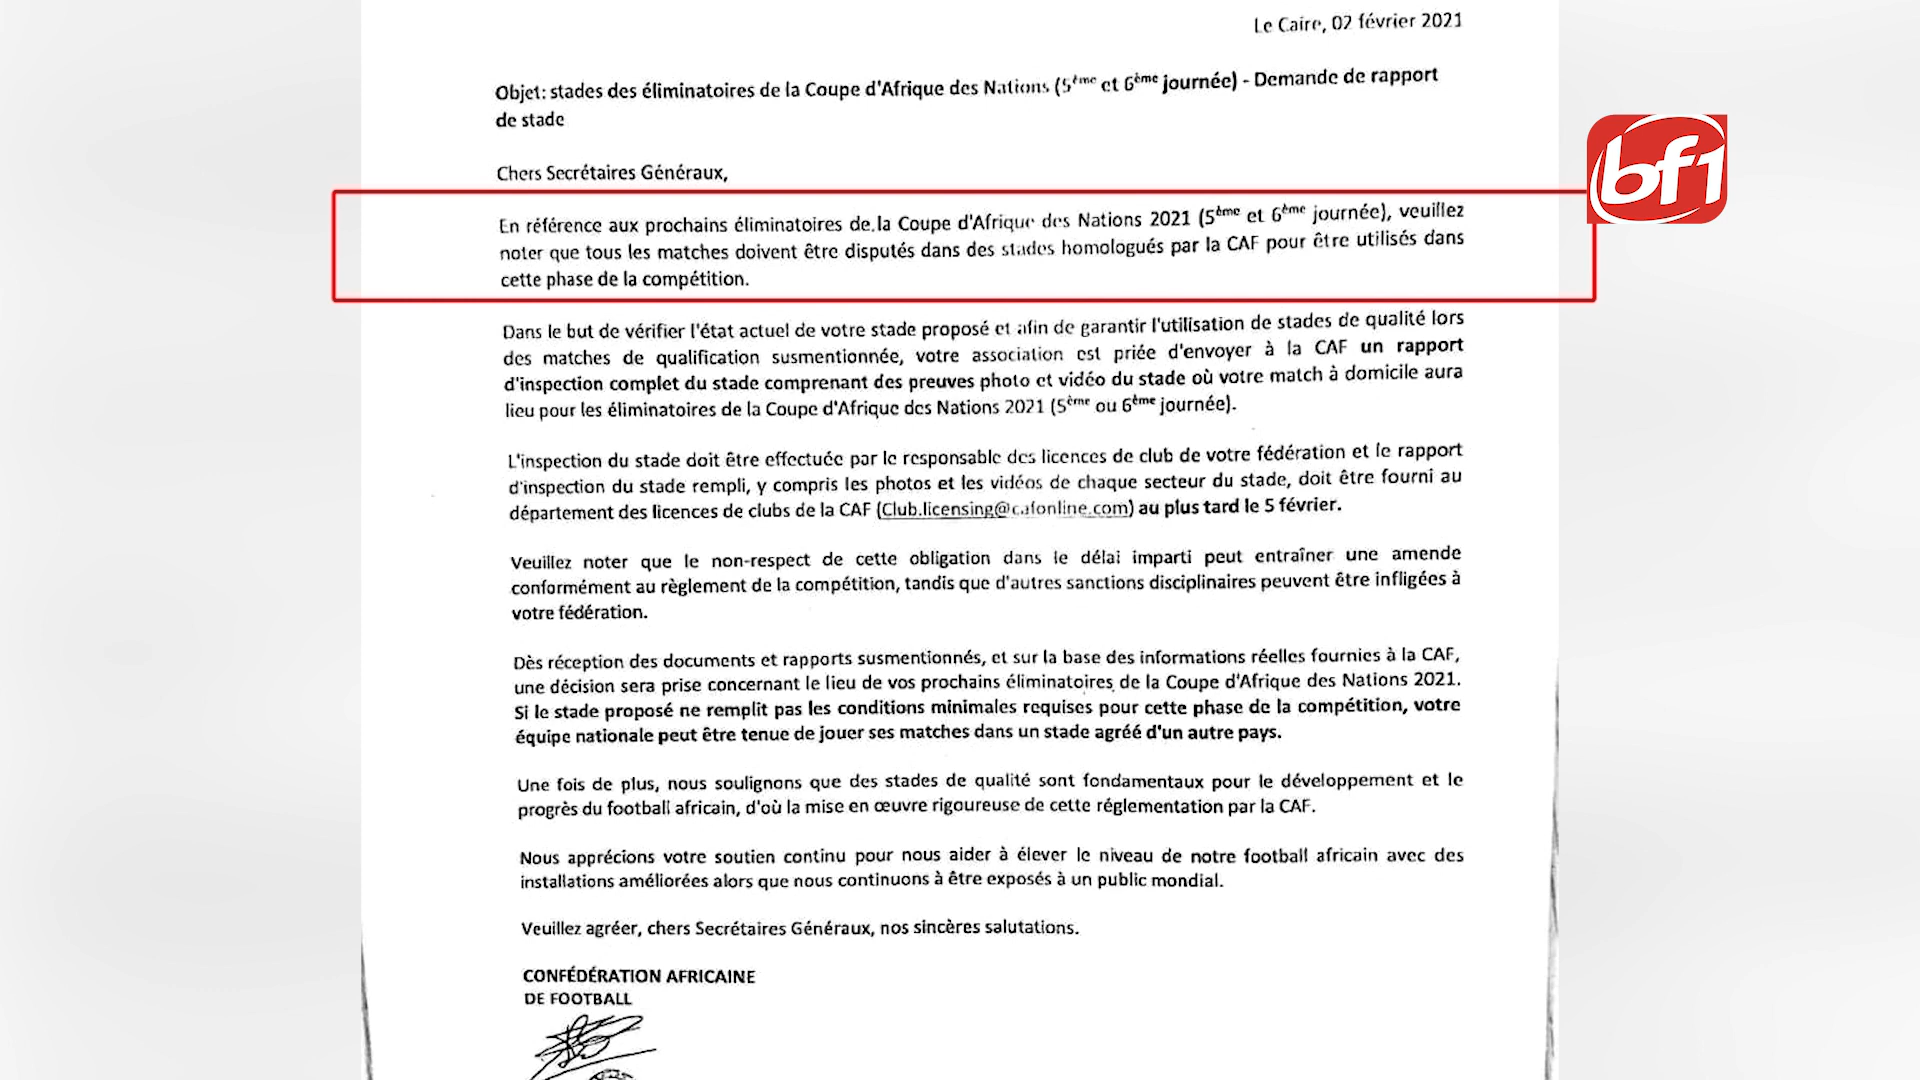 Le Caire, 02 février 2021
Objet: stades des éliminatoires de la Coupe d'Afrique des Nations (5ème et 6ème journée) - Demande de rapport
de stade
bf1
Chers Secrétaires Généraux,
En référence aux prochains éliminatoires de la Coupe d'Afrique des Nations 2021 (5ème et 6ème journée), veuillez
noter que tous les matches doivent être disputés dans des stades homologués par la CAF pour être utilisés dans
cette phase de la compétition.
Dans le but de vérifier l'état actuel de votre stade proposé et afin de garantir l'utilisation de stades de qualité lors
des matches de qualification susmentionnée, votre association est priée d'envoyer à la CAF un rapport
d'inspection complet du stade comprenant des preuves photo et vidéo du stade où votre match à domicile aura
lieu pour les éliminatoires de la Coupe d'Afrique des Nations 2021 (5ème ou 6ème journée).
L'inspection du stade doit être effectuée par le responsable des licences de club de votre fédération et le rapport
d'inspection du stade rempli, y compris les photos et les vidéos de chaque secteur du stade, doit être fourni au
département des licences de clubs de la CAF (Club.licensing@cafonline.com) au plus tard le 5 février.
Veuillez noter que le non-respect de cette obligation dans le délai imparti peut entraîner une amende
conformément au règlement de la compétition, tandis que d'autres sanctions disciplinaires peuvent être infligées à
votre fédération.
Dès réception des documents et rapports susmentionnés, et sur la base des informations réelles fournies à la CAF,
une décision sera prise concernant le lieu de vos prochains éliminatoires de la Coupe d'Afrique des Nations 2021.
Si le stade proposé ne remplit pas les conditions minimales requises pour cette phase de la compétition, votre
équipe nationale peut être tenue de jouer ses matches dans un stade agréé d'un autre pays.
Une fois de plus, nous soulignons que des stades de qualité sont fondamentaux pour le développement et le
progrès du football africain, d'où la mise en œuvre rigoureuse de cette réglementation par la CAF.
Nous apprécions votre soutien continu pour nous aider à élever le niveau de notre football africain avec des
installations améliorées alors que nous continuons à être exposés à un public mondial.
Veuillez agréer, chers Secrétaires Généraux, nos sincères salutations.
CONFÉDÉRATION AFRICAINE
DE FOOTBALL